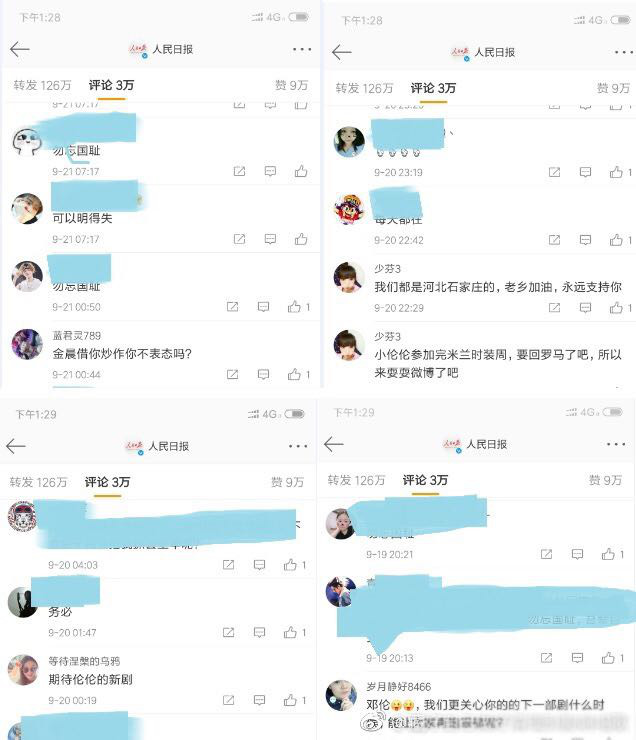 下午1:28
4G
人民日报
转发 126万
评论 3万
赞 9万
9-21 07:17
勿忘国耻
9-21 07:17
可以明得失
9-21 07:17
勿忘国耻
9-21 00:50
1
蓝君灵789
金晨借你炒作你不表态吗?
9-21 00:44
1
下午1:28
4G
人民日报
转发 126万
评论 3万
赞 9万
9-20 23:19
1
每天都在
9-20 22:42
1
少芬3
我们都是河北石家庄的,老乡加油,永远支持你
9-20 22:29
1
少芬3
小伦伦参加完米兰时装周,要回罗马了吧,所以
来耍耍微博了吧
下午1:29
4G
人民日报
转发 126万
评论 3万
赞 9万
9-20 04:03
1
务必
9-20 01:47
1
等待涅槃的乌鸦
期待伦伦的新剧
9-20 00:19
1
下午1:29
4G
人民日报
转发 126万
评论 3万
赞 9万
9-19 20:21
1
勿忘国耻,
9-19 20:13
1
岁月静好8466
邓伦😜😜,我们更关心你的的下一部剧什么时